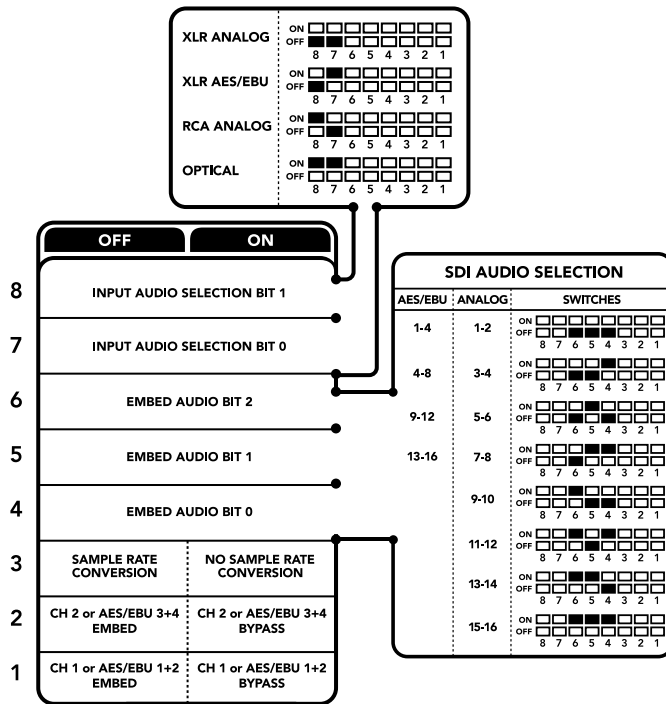 XLR ANALOG
ON
OFF
8 7 6 5 4 3 2 1
XLR AES/EBU
ON
OFF
8 7 6 5 4 3 2 1
RCA ANALOG
ON
OFF
8 7 6 5 4 3 2 1
OPTICAL
ON
OFF
8 7 6 5 4 3 2 1
OFF ON
8 INPUT AUDIO SELECTION BIT 1
7 INPUT AUDIO SELECTION BIT 0
6 EMBED AUDIO BIT 2
5 EMBED AUDIO BIT 1
4 EMBED AUDIO BIT 0
3
SAMPLE RATE
CONVERSION
NO SAMPLE RATE
CONVERSION
2
CH 2 or AES/EBU 3+4
EMBED
CH 2 or AES/EBU 3+4
BYPASS
1
CH 1 or AES/EBU 1+2
EMBED
CH 1 or AES/EBU 1+2
BYPASS
SDI AUDIO SELECTION
AES/EBU ANALOG SWITCHES
1-4 1-2
ON
OFF
8 7 6 5 4 3 2 1
4-8 3-4
ON
OFF
8 7 6 5 4 3 2 1
9-12 5-6
ON
OFF
8 7 6 5 4 3 2 1
13-16 7-8
ON
OFF
8 7 6 5 4 3 2 1
9-10
ON
OFF
8 7 6 5 4 3 2 1
11-12
ON
OFF
8 7 6 5 4 3 2 1
13-14
ON
OFF
8 7 6 5 4 3 2 1
15-16
ON
OFF
8 7 6 5 4 3 2 1